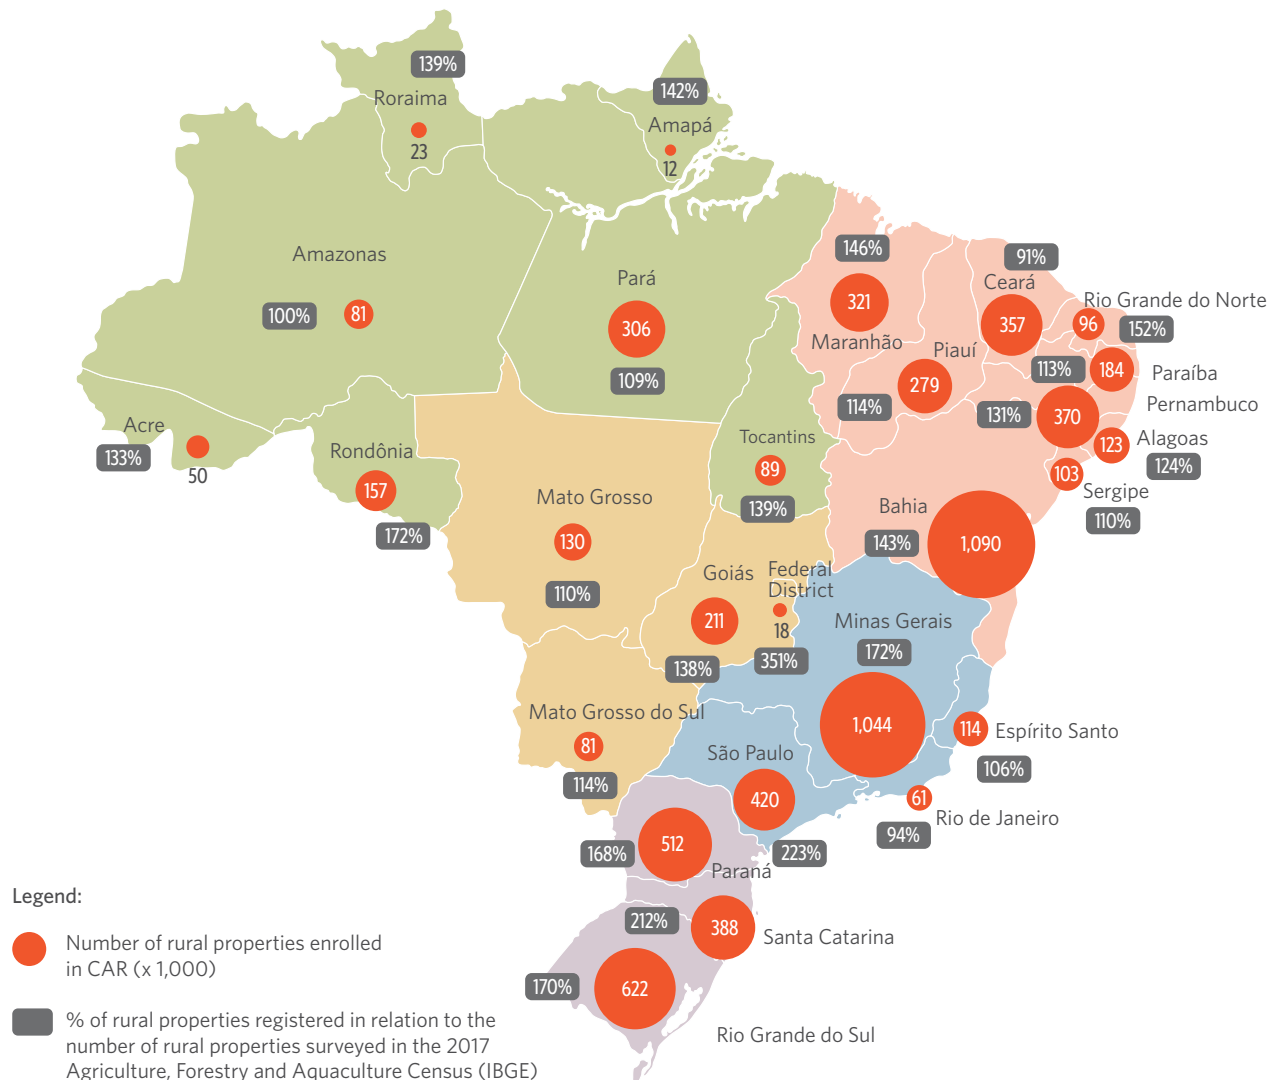 139%
Roraima
23
142%
Amapá
12
Amazonas
100%
81
Pará
306
109%
146%
321
Maranhão
91%
Ceará
357
Rio Grande do Norte
96
152%
Piauí
279
114%
113%
184
Paraíba
Pernambuco
131%
370
123
Alagoas
124%
103
Sergipe
110%
Acre
133%
50
Rondônia
157
172%
Tocantins
89
139%
Mato Grosso
130
110%
Bahia
143%
1,090
Goiás
211
138%
Federal
District
18
351%
Minas Gerais
172%
1,044
Mato Grosso do Sul
81
114%
São Paulo
420
223%
114
Espírito Santo
106%
61
Rio de Janeiro
94%
512
168%
Paraná
212%
388
Santa Catarina
170%
622
Rio Grande do Sul
Legend:
Number of rural properties enrolled
in CAR (x 1,000)
% of rural properties registered in relation to the
number of rural properties surveyed in the 2017
Agriculture, Forestry and Aquaculture Census (IBGE)